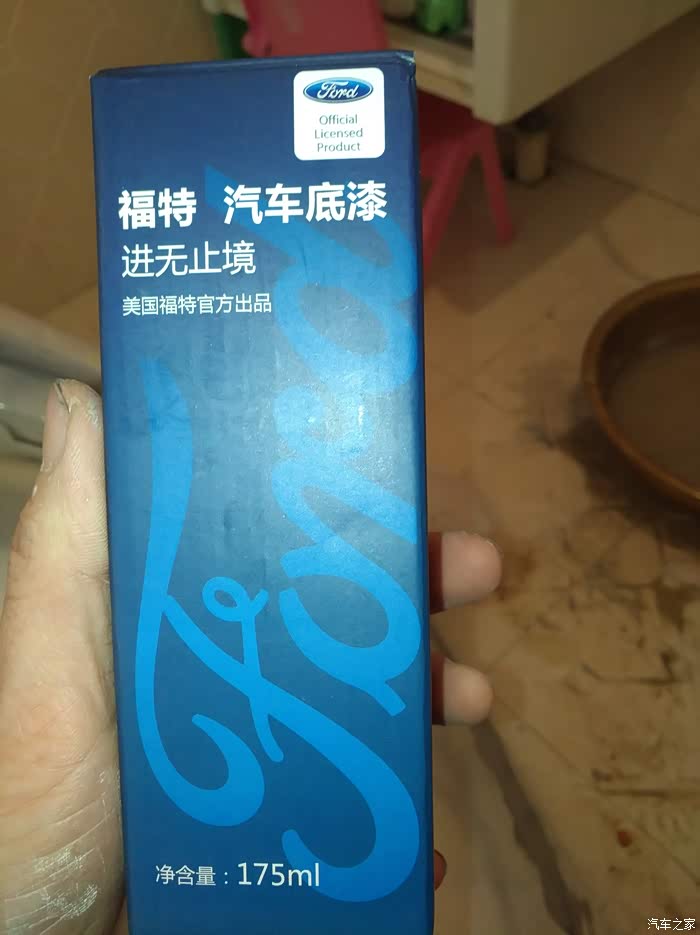 Ford
Official
Licensed
Product
福特 汽车底漆
进无止境
美国福特官方出品
Ford
净含量：175ml
汽车之家